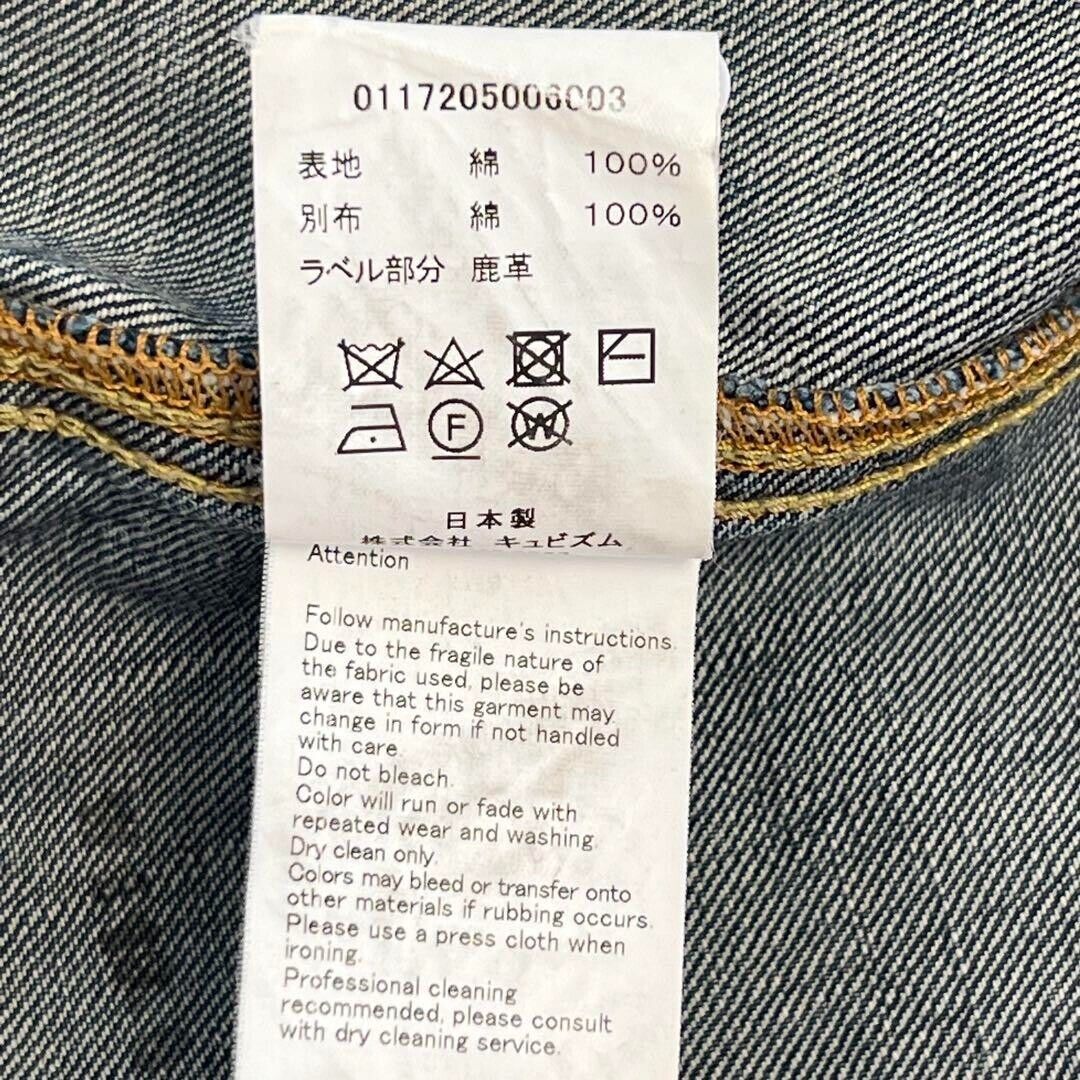 0117205006003
表地 綿 100%
別布 綿 100%
ラベル部分 鹿革
F
W
日本製
株式会社 キュビズム
Attention
Follow manufacture's instructions.
Due to the fragile nature of
the fabric used, please be
aware that this garment may
change in form if not handled
with care.
Do not bleach.
Color will run or fade with
repeated wear and washing.
Dry clean only.
Colors may bleed or transfer onto
other materials if rubbing occurs.
Please use a press cloth when
ironing.
Professional cleaning
recommended, please consult
with dry cleaning service.